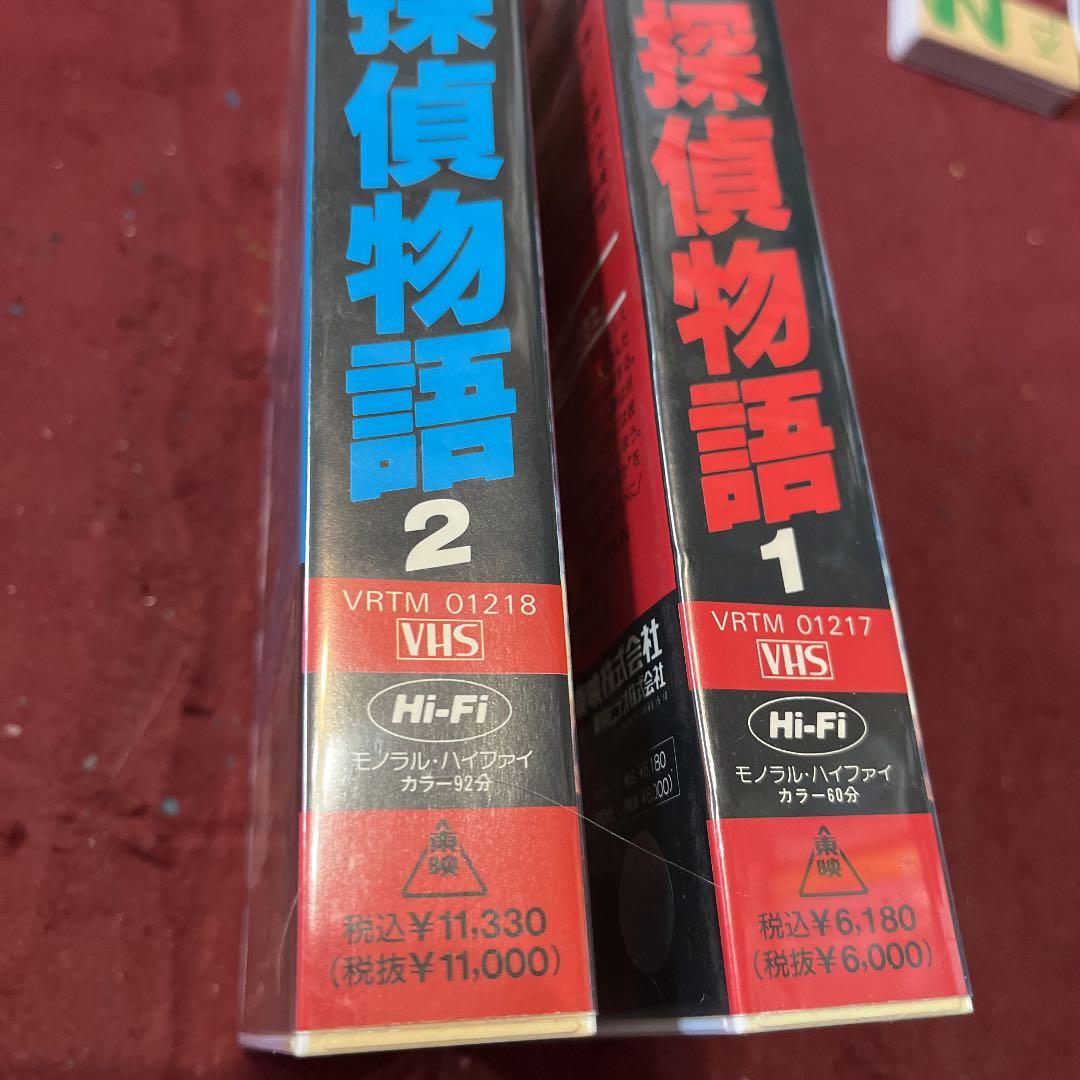 探偵物語
2
VRTM 01218
VHS
Hi-Fi
モノラル・ハイファイ
カラー92分
東映
税込¥11,330
(税抜¥11,000)
探偵物語
1
VRTM 01217
VHS
Hi-Fi
モノラル・ハイファイ
カラー60分
東映
税込¥6,180
(税抜¥6,000)